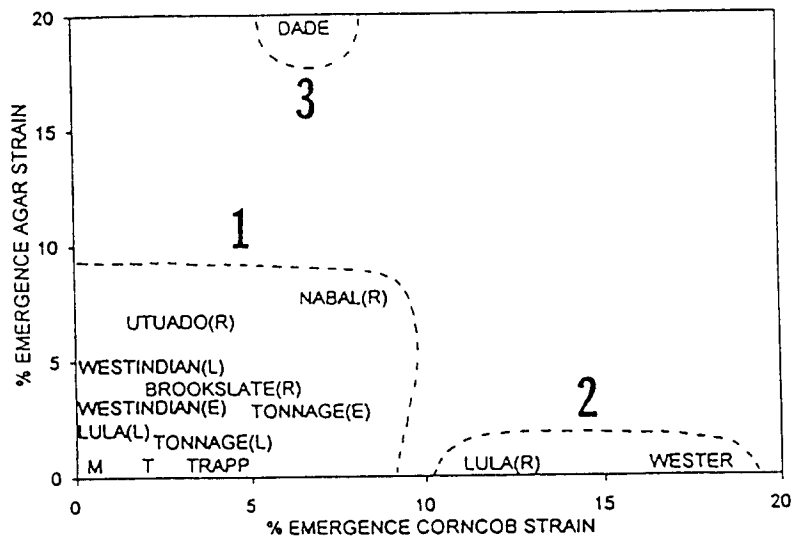 20
DADE
3
15
% EMERGENCE AGAR STRAIN
1
10
NABAL(R)
UTUADO(R)
5
WESTINDIAN(L)
BROOKSLATE(R)
WESTINDIAN(E) TONNAGE(E)
2
LULA(L) TONNAGE(L)
M T TRAPP LULA(R) WESTER
0
0 5 10 15 20
% EMERGENCE CORNCOB STRAIN